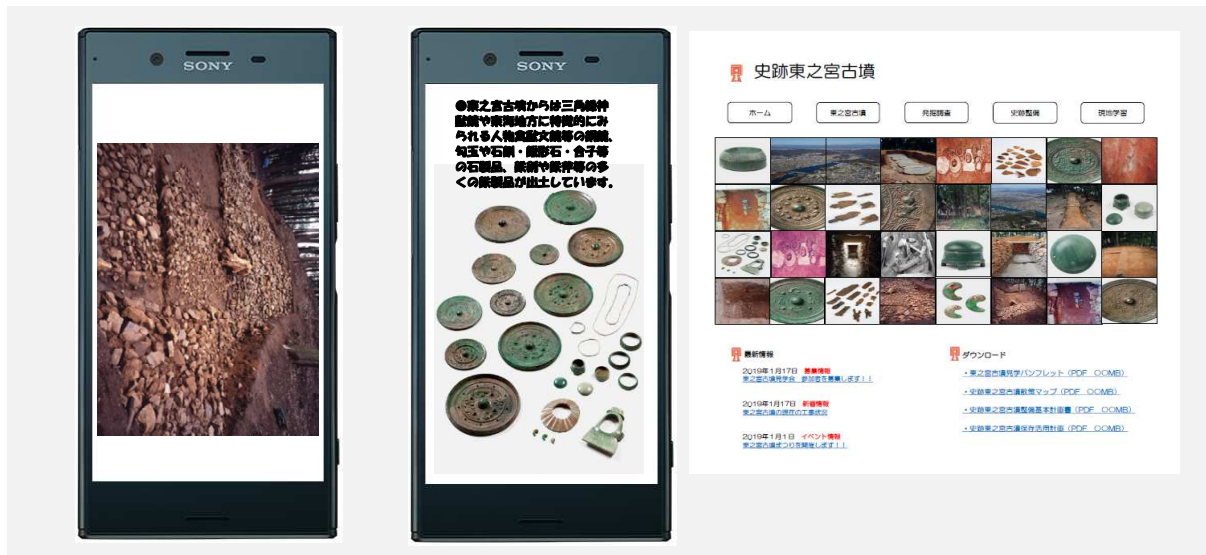 SONY
SONY
●東之宮古墳からは三角縁神
獣鏡や東海地方に特徴的にみ
られる人物禽獣文鏡等の銅鏡、
勾玉や石釧・鍬形石・合子等
の石製品、鉄剣や鉄斧等の多
くの鉄製品が出土しています。
史跡東之宮古墳
ホーム
東之宮古墳
発掘調査
史跡整備
現地学習
最新情報
2019年1月17日 募集情報
東之宮古墳見学会 参加者を募集します!!
2019年1月17日 新着情報
東之宮古墳の現在の工事状況
2019年1月1日 イベント情報
東之宮古墳まつりを開催します!!
ダウンロード
・東之宮古墳見学パンフレット(PDF 〇〇MB)
・史跡東之宮古墳散策マップ(PDF 〇〇MB)
・史跡東之宮古墳整備基本計画書(PDF 〇〇MB)
・史跡東之宮古墳保存活用計画(PDF 〇〇MB)